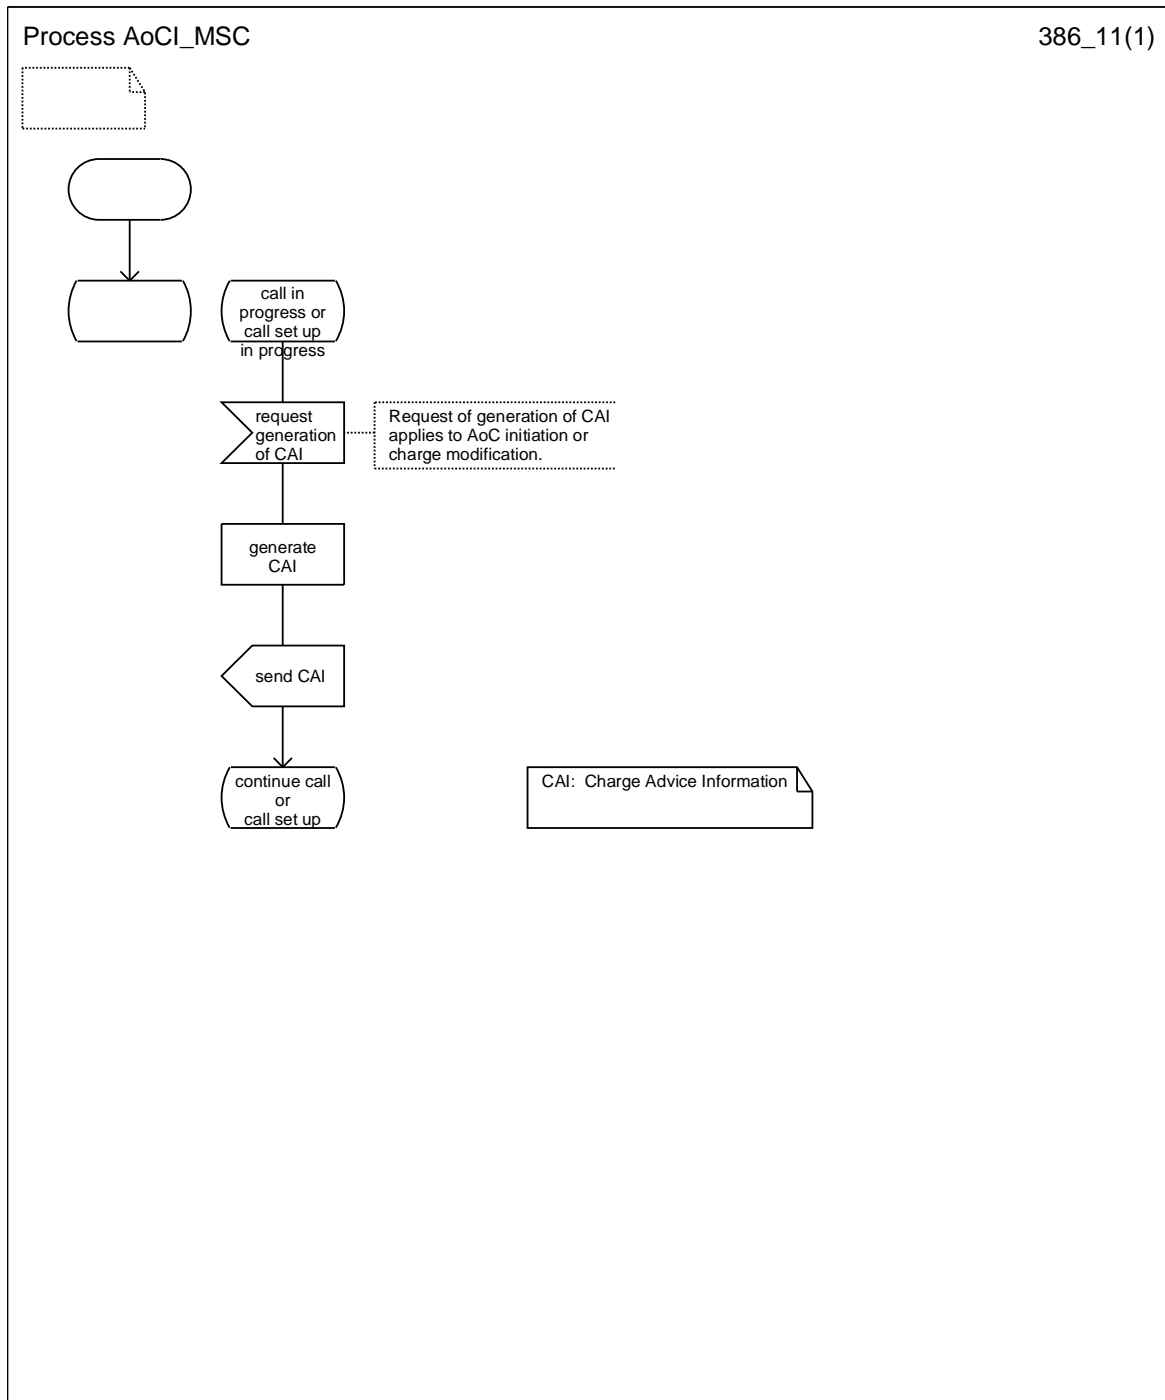 Process AoCI_MSC
386_11(1)
call in
progress or
call set up
in progress
request
generation
of CAI
Request of generation of CAI
applies to AoC initiation or
charge modification.
generate
CAI
send CAI
continue call
or
call set up
CAI:  Charge Advice Information